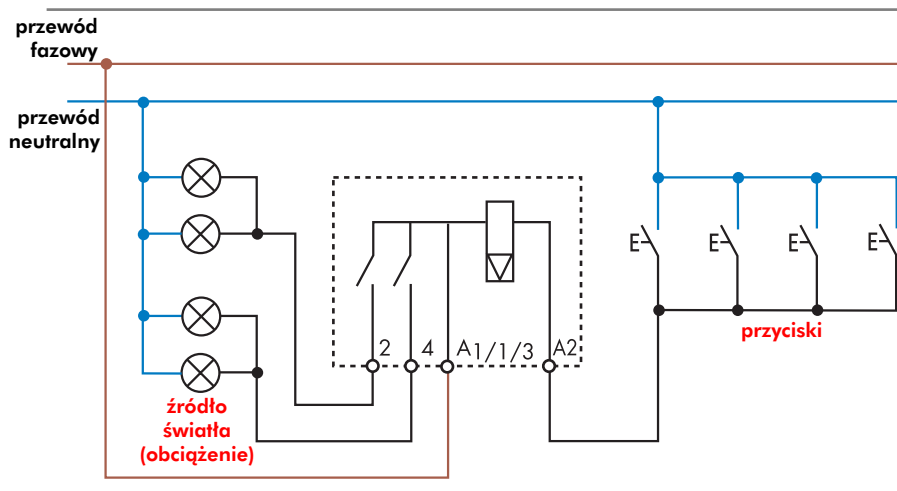 przewód
fazowy
przewód
neutralny
2
4
A1/1/3
A2
E
E
E
E
przyciski
źródło
światła
(obciążenie)